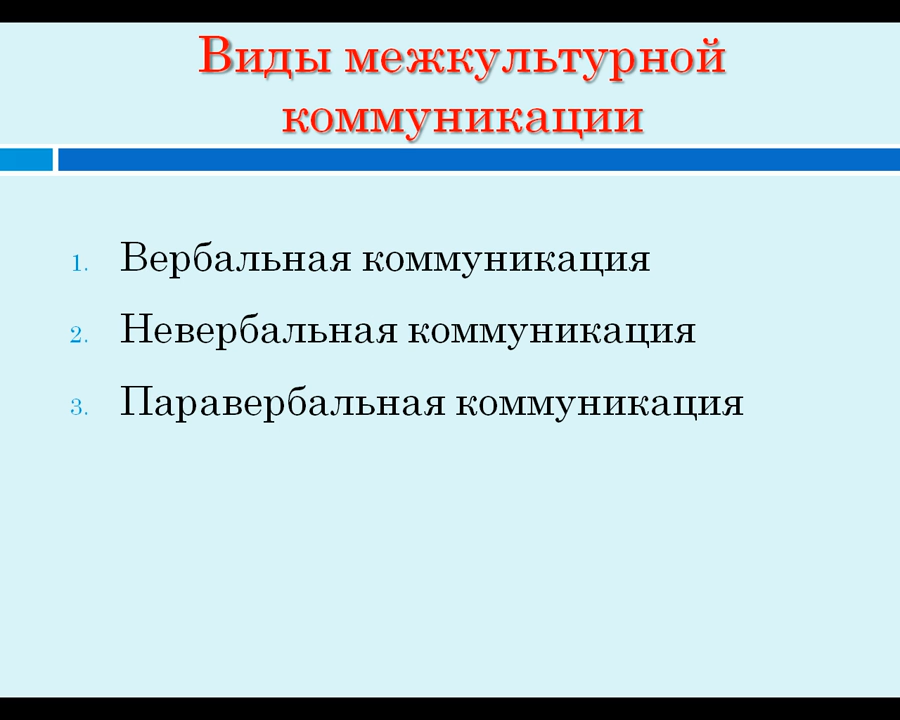 Виды межкультурной
коммуникации
1. Вербальная коммуникация
2. Невербальная коммуникация
3. Паравербальная коммуникация